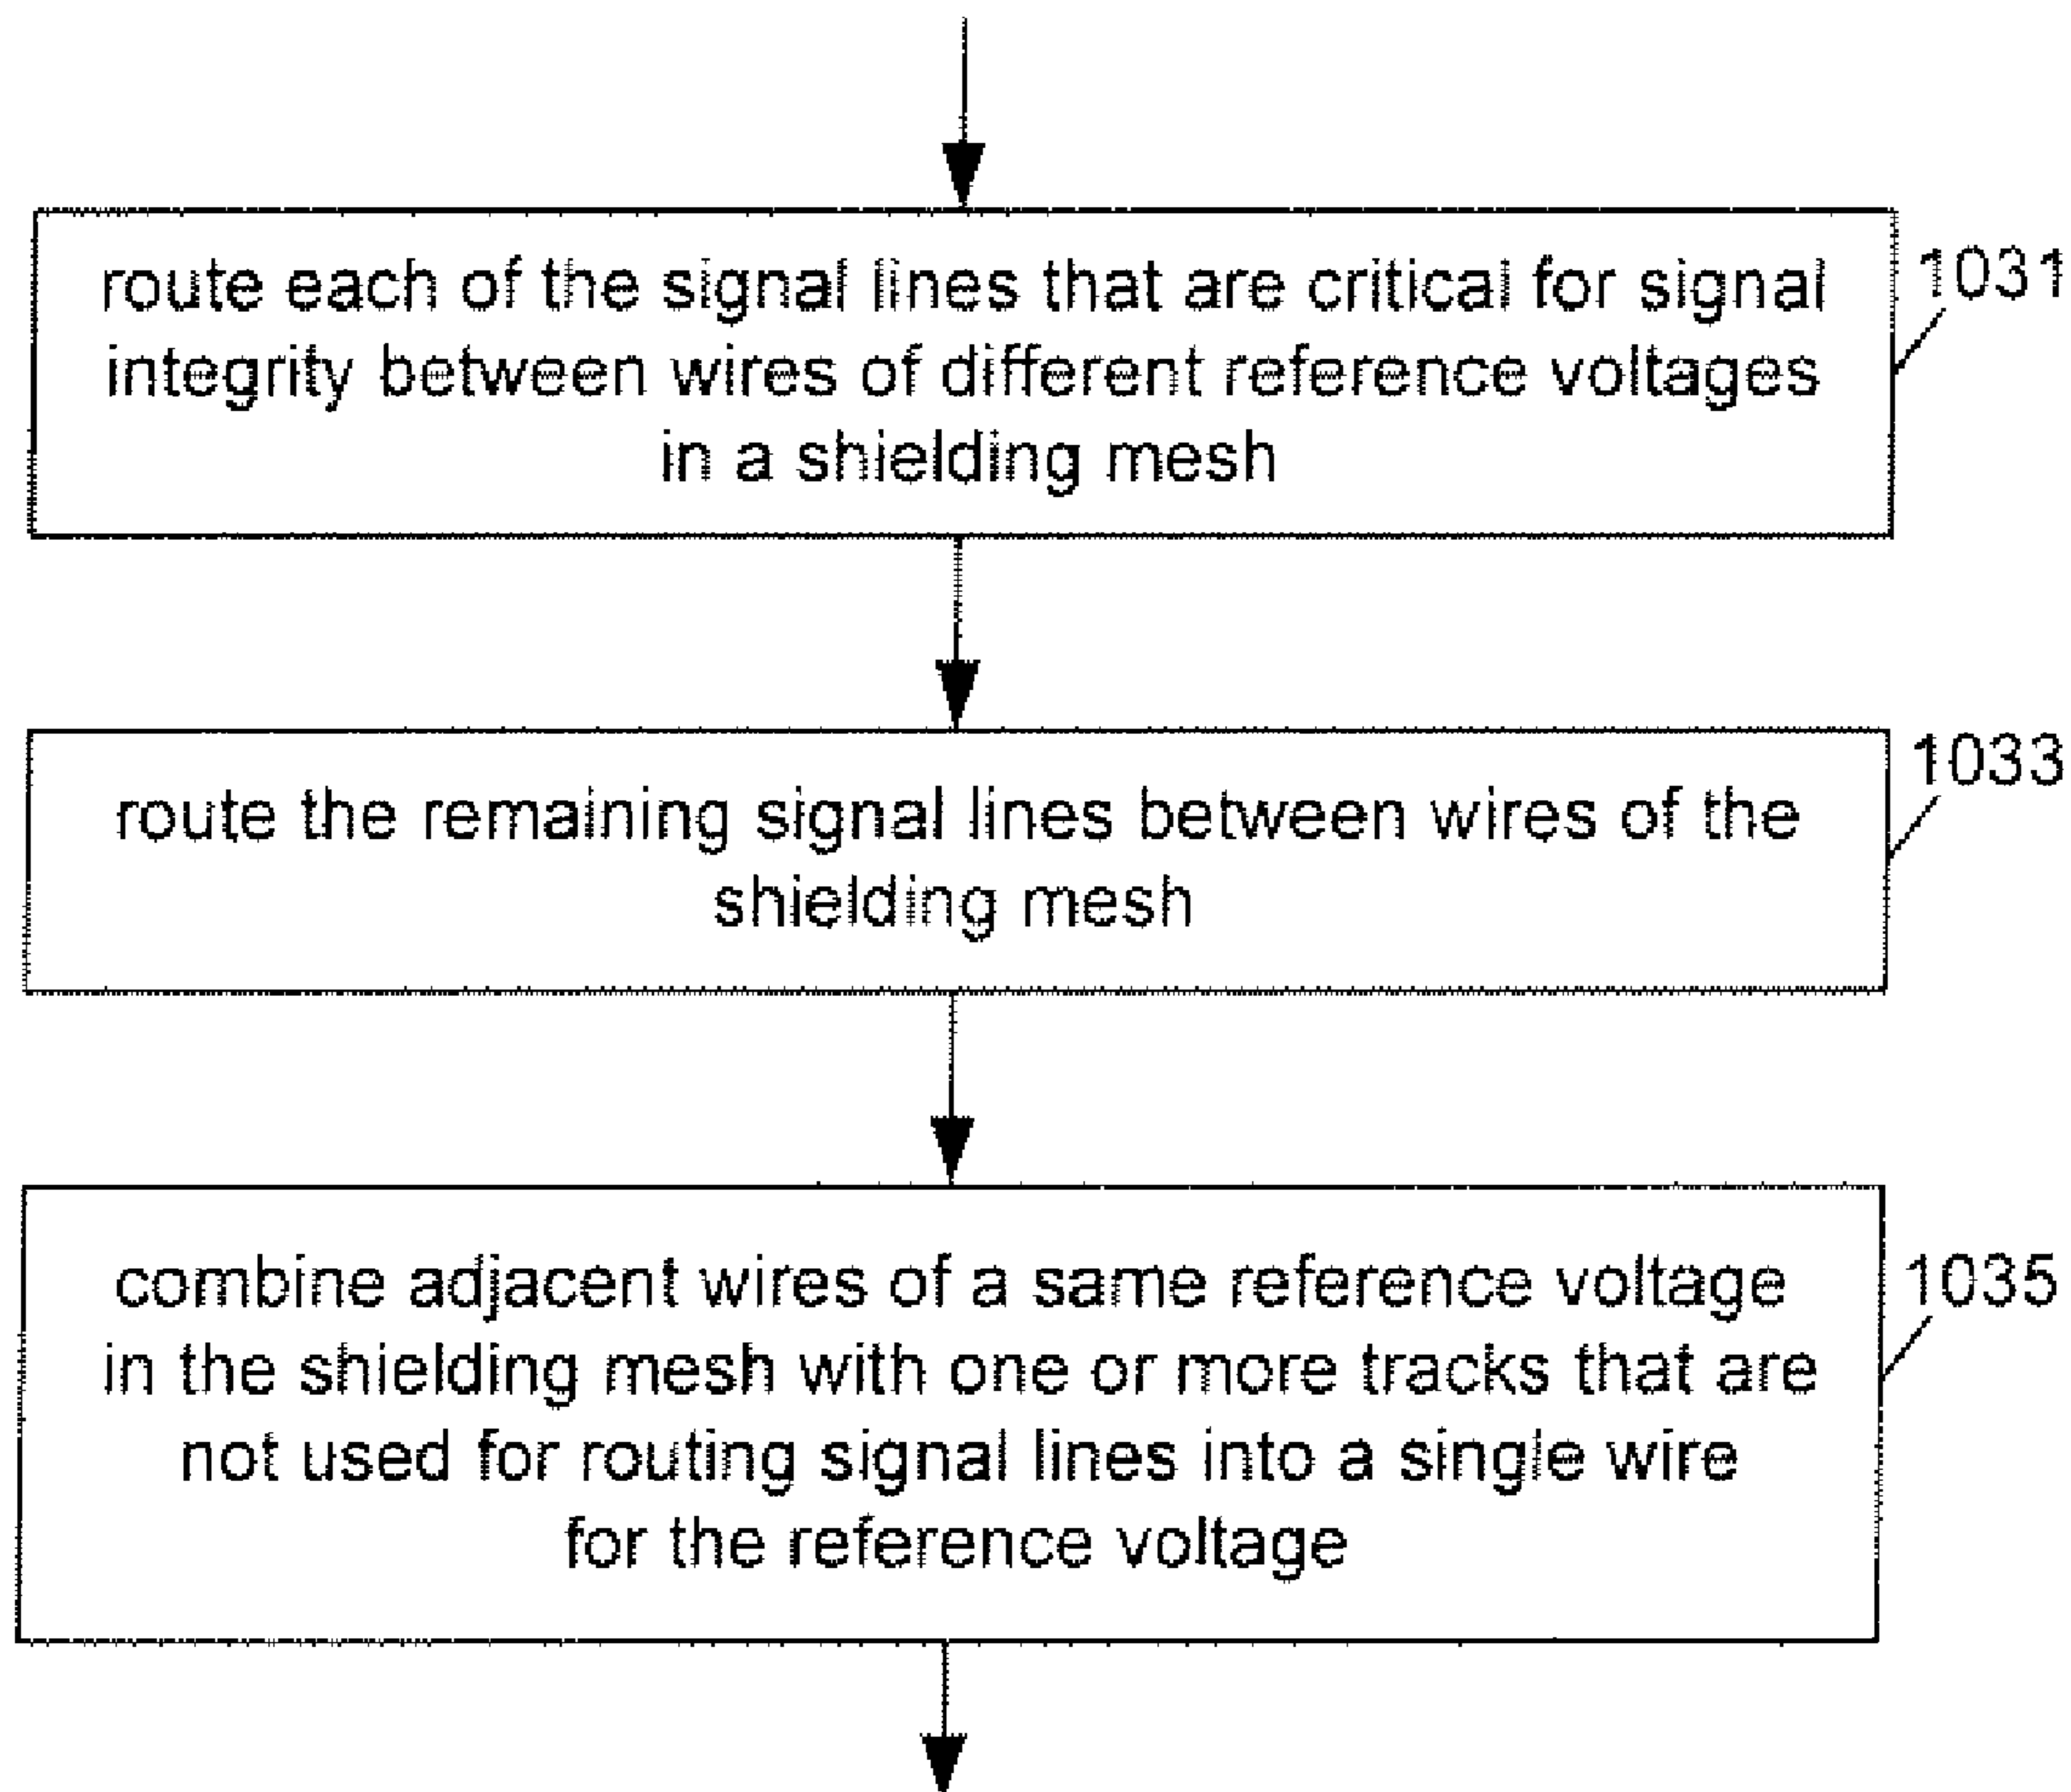 route each of the signal lines that are critical for signal
integrity between wires of different reference voltages
in a shielding mesh
1031
route the remaining signal lines between wires of the
shielding mesh
1033
combine adjacent wires of a same reference voltage
in the shielding mesh with one or more tracks that are
not used for routing signal lines into a single wire
for the reference voltage
1035